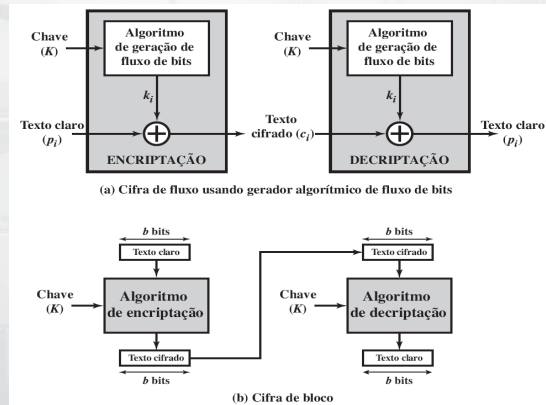 Chave
(K)
Algoritmo
de geração de
fluxo de bits
k_i
Texto claro
(p_i)
ENCRIPTAÇÃO
Chave
(K)
Algoritmo
de geração de
fluxo de bits
k_i
Texto
cifrado (c_i)
DECRIPTAÇÃO
Texto claro
(p_i)
(a) Cifra de fluxo usando gerador algorítmico de fluxo de bits
b bits
Texto claro
Chave
(K)
Algoritmo
de encriptação
Texto cifrado
b bits
b bits
Texto cifrado
Chave
(K)
Algoritmo
de decriptação
Texto claro
b bits
(b) Cifra de bloco